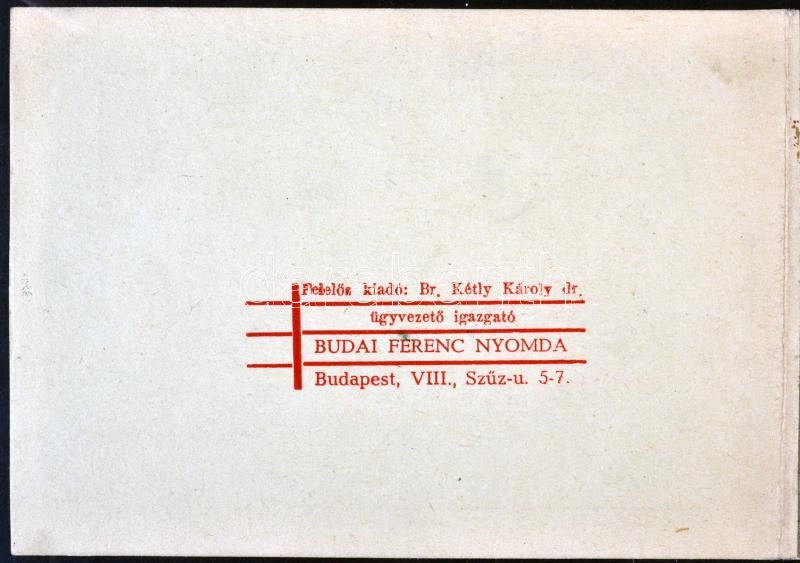 Felelős kiadó: Br. Kétly Károly dr.
ügyvezető igazgató
BUDAI FERENC NYOMDA
Budapest, VIII., Szűz-u. 5-7.